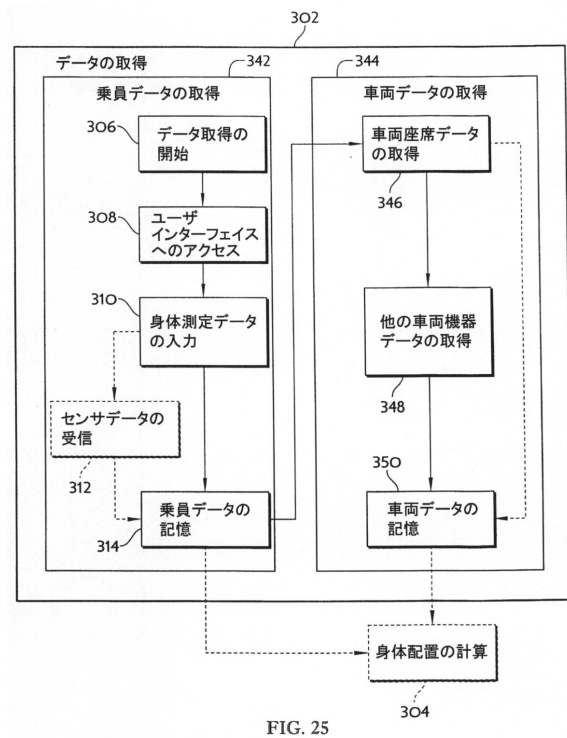 302
データの取得
342
344
乗員データの取得
車両データの取得
306
データ取得の
開始
308
ユーザ
インターフェイス
へのアクセス
310
身体測定データ
の入力
センサデータの
受信
312
乗員データの
記憶
314
車両座席データ
の取得
346
他の車両機器
データの取得
348
350
車両データの
記憶
身体配置の計算
304
FIG. 25